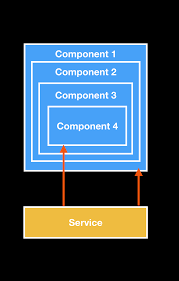 Component 1
Component 2
Component 3
Component 4
Service